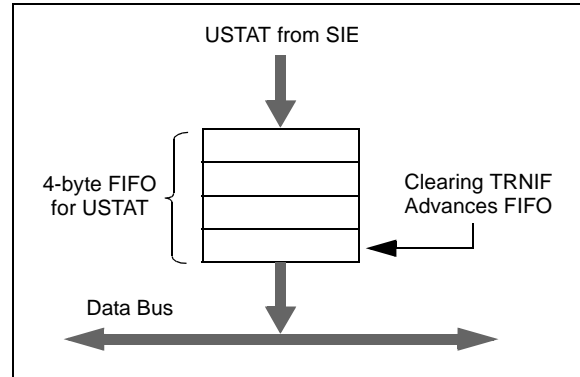 USTAT from SIE
4-byte FIFO
for USTAT
Clearing TRNIF
Advances FIFO
Data Bus